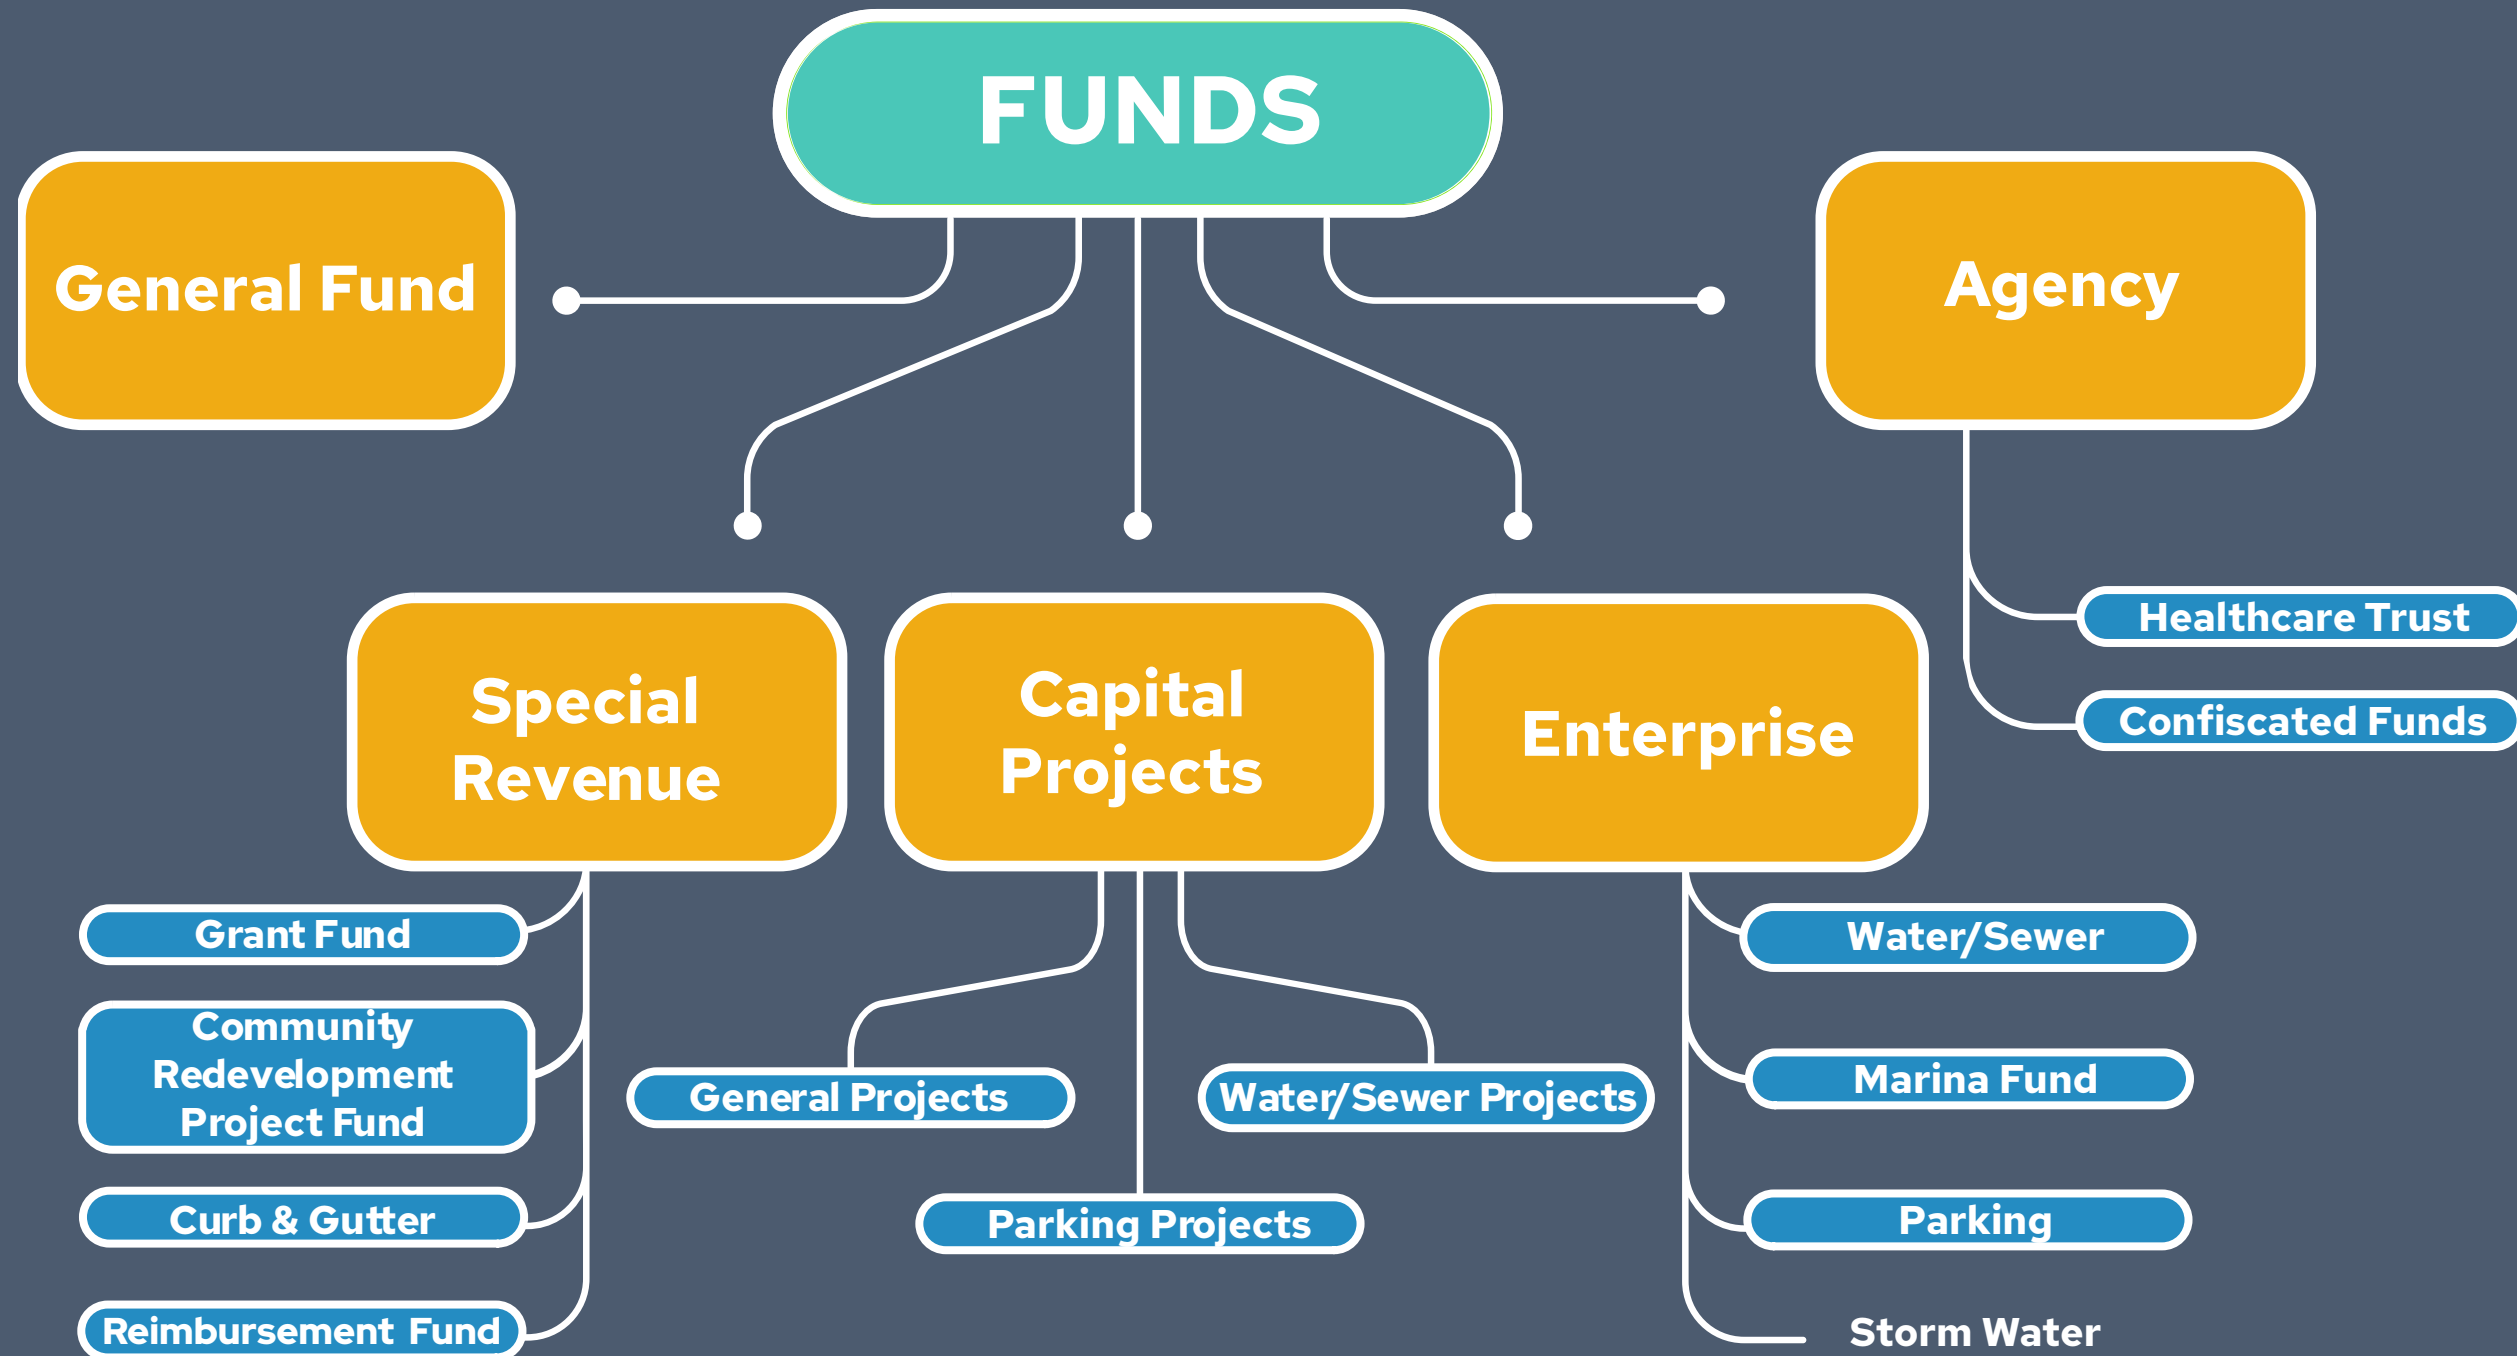 FUNDS
General Fund
Agency
Healthcare Trust
Confiscated Funds
Special
Revenue
Capital
Projects
Enterprise
Grant Fund
Community
Redevelopment
Project Fund
Curb & Gutter
Reimbursement Fund
General Projects
Water/Sewer Projects
Parking Projects
Water/Sewer
Marina Fund
Parking
Storm Water